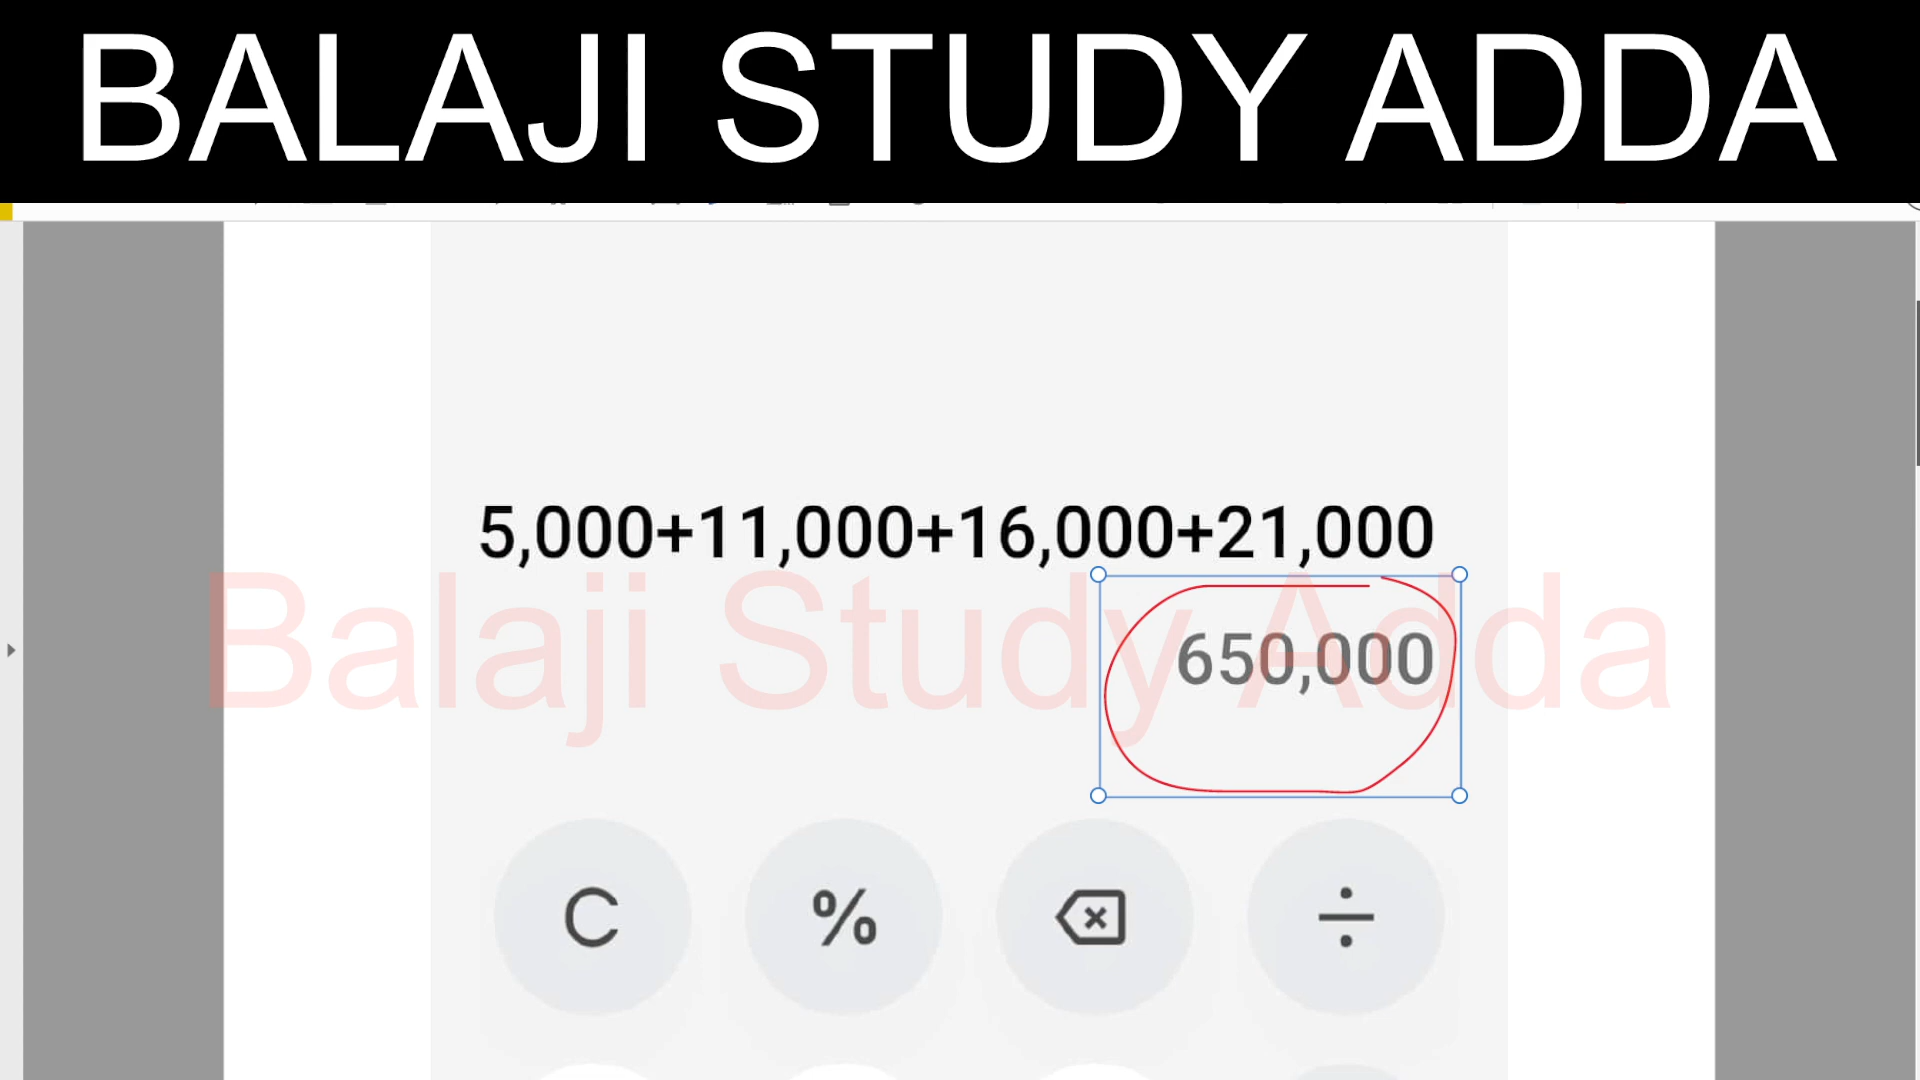 BALAJI STUDY ADDA
5,000+11,000+16,000+21,000
650,000
Balaji Study Adda
C
%
÷